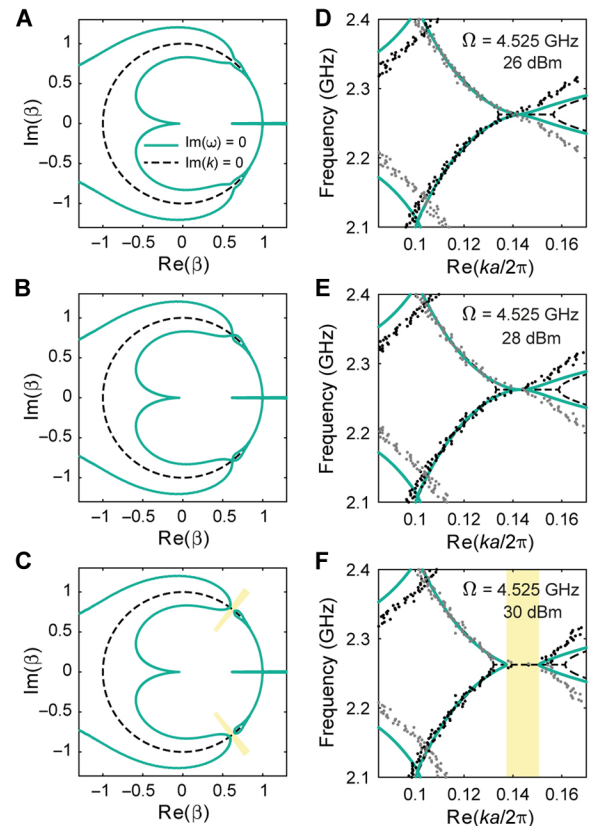 A
Im(β)
1
0.5
0
−0.5
−1
Im(ω) = 0
Im(k) = 0
−1 −0.5 0 0.5 1
Re(β)
D
Frequency (GHz)
2.4
2.3
2.2
2.1
Ω = 4.525 GHz
26 dBm
0.1 0.12 0.14 0.16
Re(ka/2π)
B
Im(β)
1
0.5
0
−0.5
−1
−1 −0.5 0 0.5 1
Re(β)
E
Frequency (GHz)
2.4
2.3
2.2
2.1
Ω = 4.525 GHz
28 dBm
0.1 0.12 0.14 0.16
Re(ka/2π)
C
Im(β)
1
0.5
0
−0.5
−1
−1 −0.5 0 0.5 1
Re(β)
F
Frequency (GHz)
2.4
2.3
2.2
2.1
Ω = 4.525 GHz
30 dBm
0.1 0.12 0.14 0.16
Re(ka/2π)